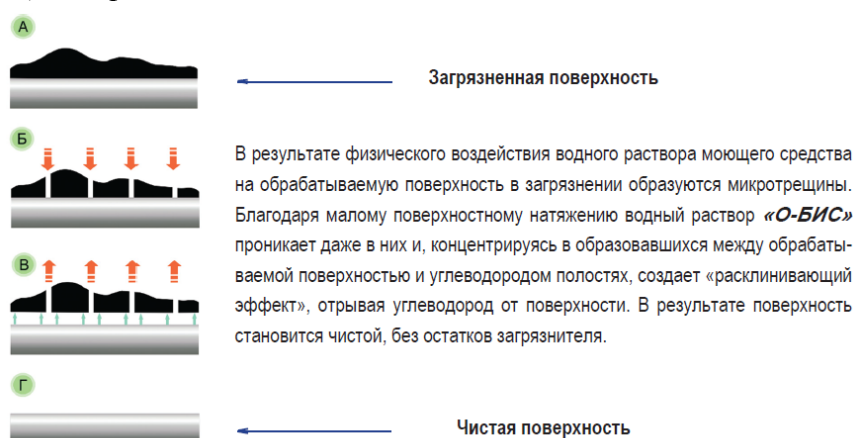 А
Загрязненная поверхность
Б
В результате физического воздействия водного раствора моющего средства
на обрабатываемую поверхность в загрязнении образуются микротрещины.
Благодаря малому поверхностному натяжению водный раствор «О-БИС»
проникает даже в них и, концентрируясь в образовавшихся между обрабаты-
В
ваемой поверхностью и углеводородом полостях, создает «расклинивающий
эффект», отрывая углеводород от поверхности. В результате поверхность
становится чистой, без остатков загрязнителя.
Г
Чистая поверхность